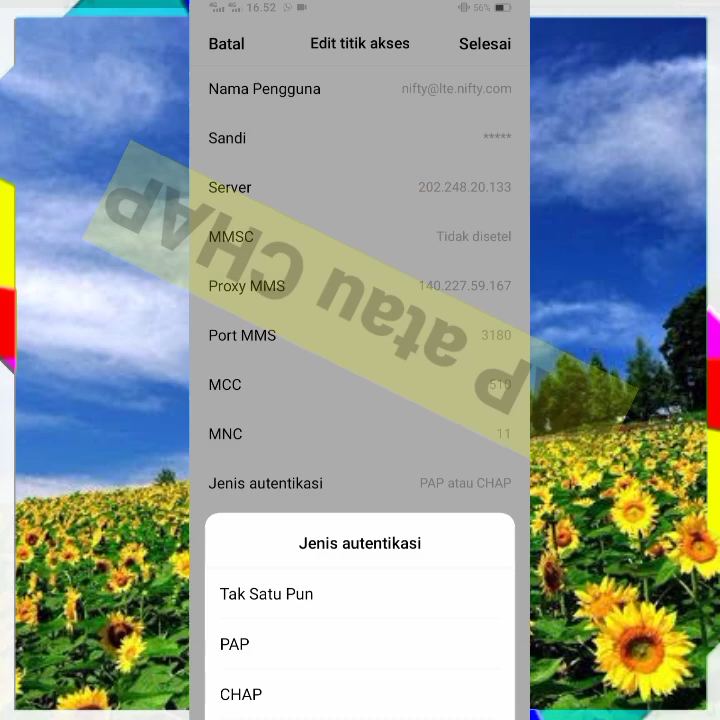 16.52 56%
Batal Edit titik akses Selesai
Nama Pengguna nifty@lte.nifty.com
Sandi *****
Server 202.248.20.133
MMSC Tidak disetel
Proxy MMS 140.227.59.167
Port MMS 3180
MCC 510
MNC 11
Jenis autentikasi PAP atau CHAP
AP atau CHAP
Jenis autentikasi
Tak Satu Pun
PAP
CHAP